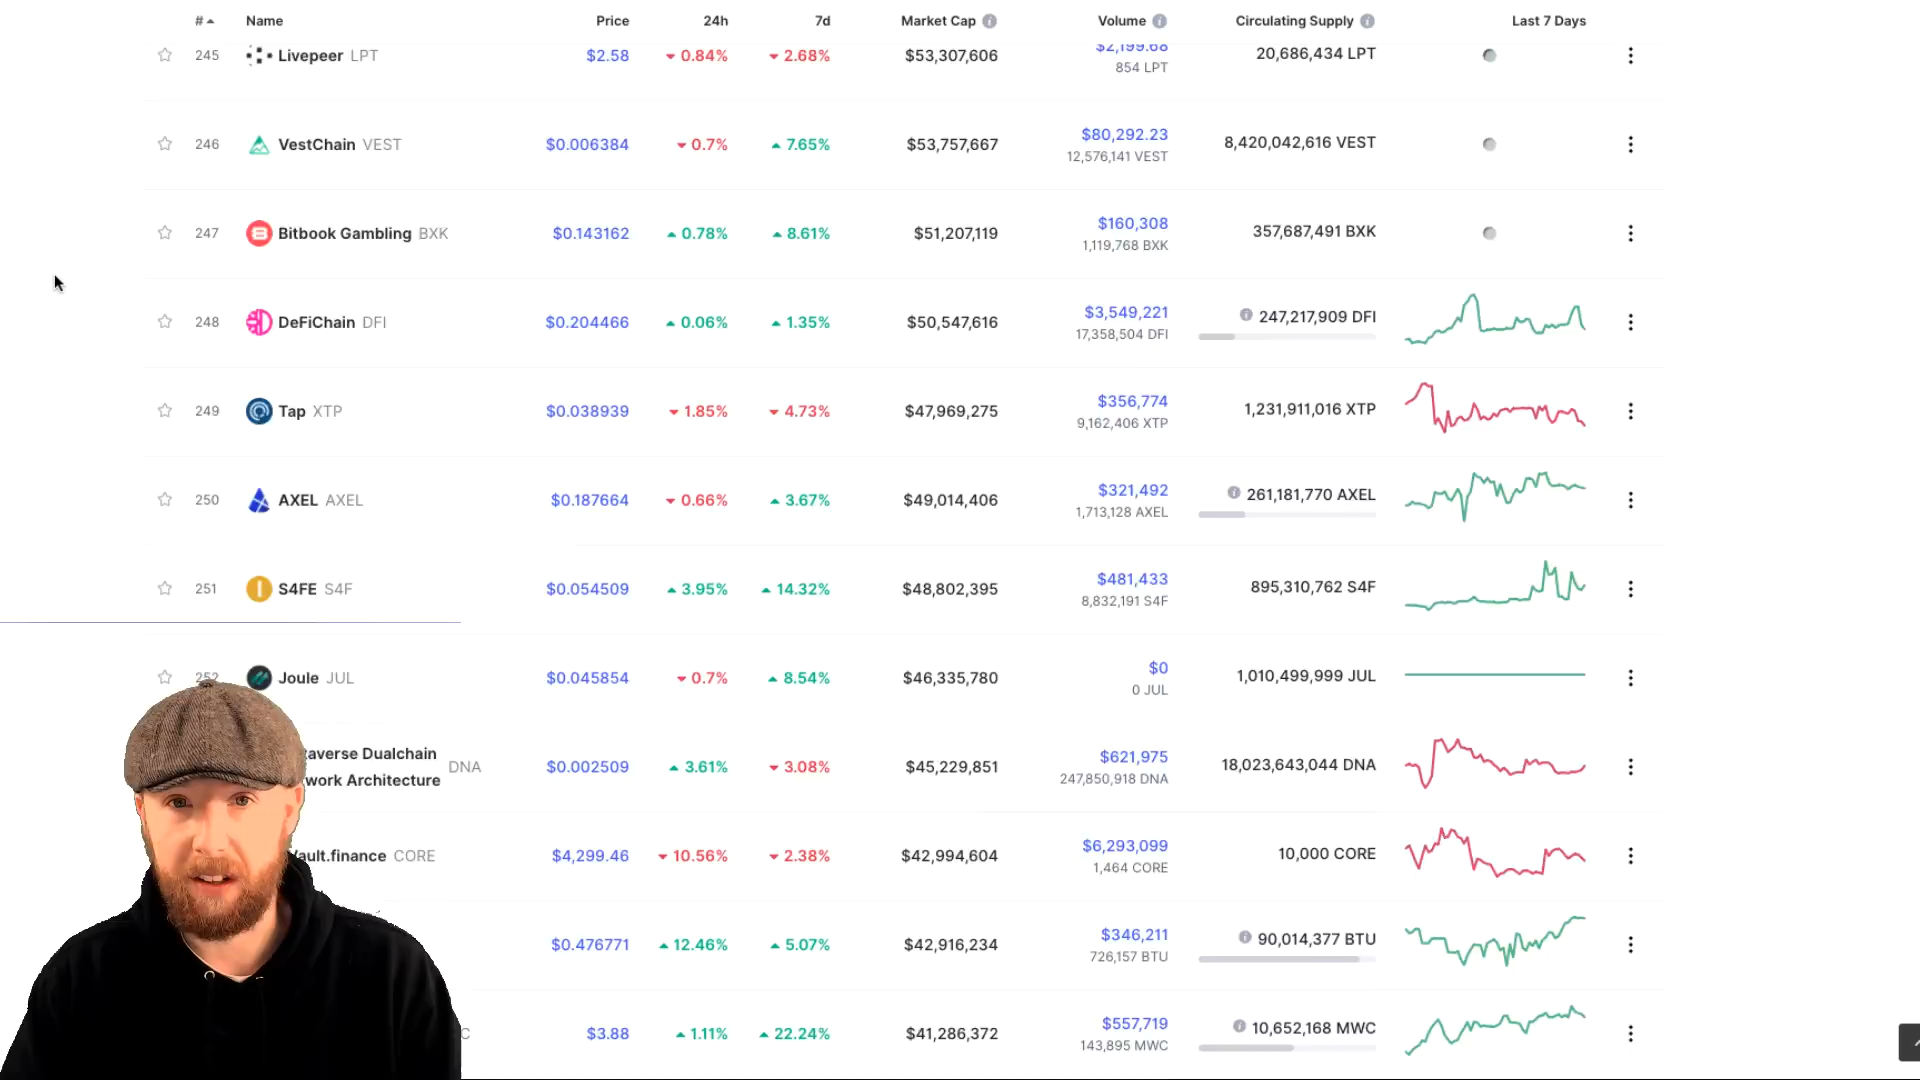 # Name Price 24h 7d Market Cap Volume Circulating Supply Last 7 Days
245 Livepeer LPT $2.58 0.84% 2.68% $53,307,606 $2,199.68 20,686,434 LPT
854 LPT
246 VestChain VEST $0.006384 0.7% 7.65% $53,757,667 $80,292.23 8,420,042,616 VEST
12,576,141 VEST
247 Bitbook Gambling BXK $0.143162 0.78% 8.61% $51,207,119 $160,308 357,687,491 BXK
1,119,768 BXK
248 DeFiChain DFI $0.204466 0.06% 1.35% $50,547,616 $3,549,221 247,217,909 DFI
17,358,504 DFI
249 Tap XTP $0.038939 1.85% 4.73% $47,969,275 $356,774 1,231,911,016 XTP
9,162,406 XTP
250 AXEL AXEL $0.187664 0.66% 3.67% $49,014,406 $321,492 261,181,770 AXEL
1,713,128 AXEL
251 S4FE S4F $0.054509 3.95% 14.32% $48,802,395 $481,433 895,310,762 S4F
8,832,191 S4F
252 Joule JUL $0.045854 0.7% 8.54% $46,335,780 $0 1,010,499,999 JUL
0 JUL
taverse Dualchain
work Architecture DNA $0.002509 3.61% 3.08% $45,229,851 $621,975 18,023,643,044 DNA
247,850,918 DNA
Vault.finance CORE $4,299.46 10.56% 2.38% $42,994,604 $6,293,099 10,000 CORE
1,464 CORE
$0.476771 12.46% 5.07% $42,916,234 $346,211 90,014,377 BTU
726,157 BTU
C $3.88 1.11% 22.24% $41,286,372 $557,719 10,652,168 MWC
143,895 MWC